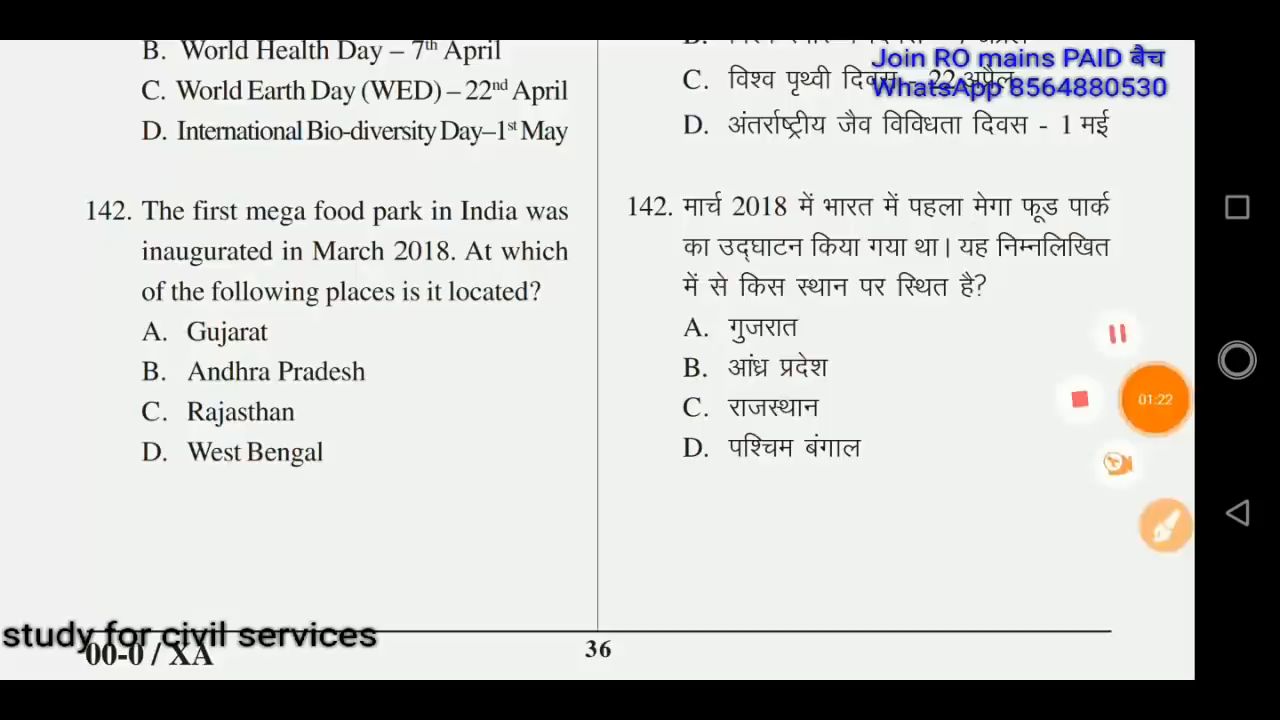 B. World Health Day – 7th April
C. World Earth Day (WED) – 22nd April
D. International Bio-diversity Day–1st May
142. The first mega food park in India was
inaugurated in March 2018. At which
of the following places is it located?
A. Gujarat
B. Andhra Pradesh
C. Rajasthan
D. West Bengal
Join RO mains PAID बैच
WhatsApp 8564880530
C. विश्व पृथ्वी दिवस - 22 अप्रैल
D. अंतर्राष्ट्रीय जैव विविधता दिवस - 1 मई
142. मार्च 2018 में भारत में पहला मेगा फूड पार्क
का उद्घाटन किया गया था। यह निम्नलिखित
में से किस स्थान पर स्थित है?
A. गुजरात
B. आंध्र प्रदेश
C. राजस्थान
D. पश्चिम बंगाल
01:22
study for civil services
00-0 / XA
36